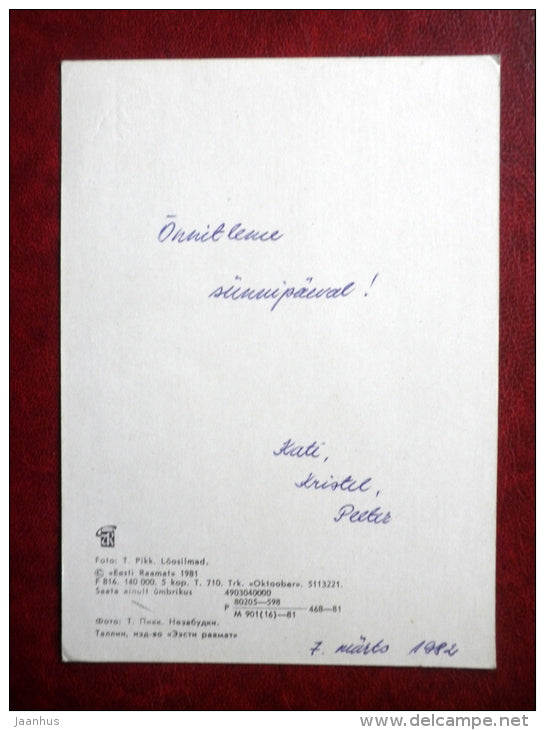 Õnnitleme
sünnipäeval!
Kati,
Kristel,
Peeter
Foto: T. Pikk. Lõosilmad.
© «Eesti Raamat» 1981
F 816. 140 000. 5 kop. T. 710. Trk. «Oktoober». 5113221.
Saata ainult ümbrikus 4903040000
Р 80205—598 468—81
М 901(16)—81
Фото: Т. Пикк. Незабудки.
Таллин, изд-во «Ээсти раамат»
7. märts 1982
jaanhus
www.delcampe.net